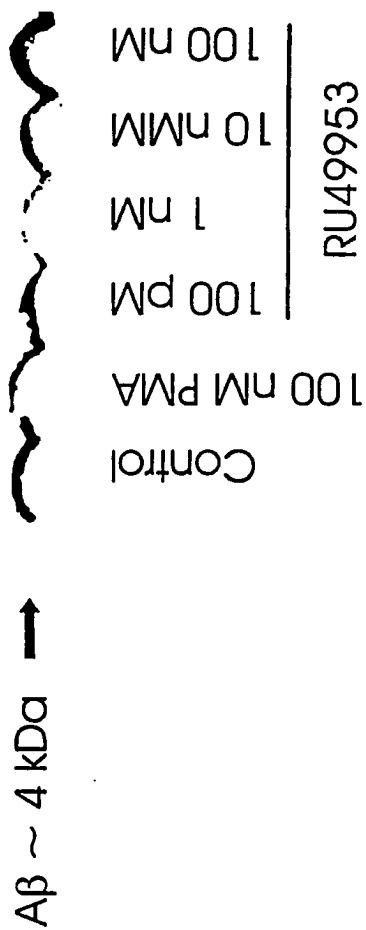 Aβ ~ 4 kDa
Control
100 nM PMA
100 pM
1 nM
10 nMM
100 nM
RU49953